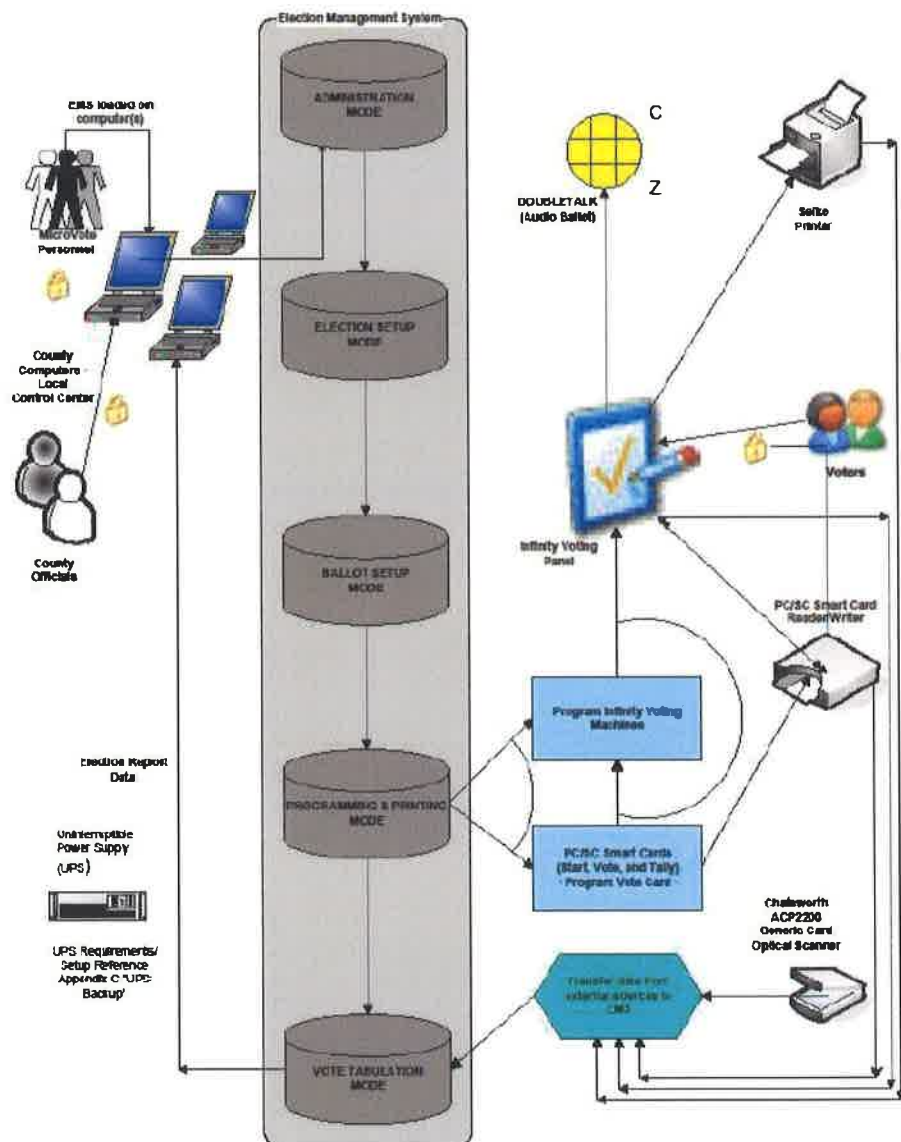 Election Management System
ADMINISTRATION
MODE
EMS loaded on
computer(s)
MicroVote
Personnel
C
Z
DOUBLETALK
(Audio Ballot)
Seiko
Printer
ELECTION SETUP
MODE
County
Computers -
Local
Control Center
County
Officials
Voters
Infinity Voting
Panel
BALLOT SETUP
MODE
PC/SC Smart Card
Reader/Writer
Program Infinity Voting
Machines
Election Report
Data
PROGRAMMING & PRINTING
MODE
PC/SC Smart Cards
(Start, Vote, and Tally)
- Program Vote Card -
Uninterruptible
Power Supply
(UPS)
UPS Requirements/
Setup Reference
Appendix C "UPS
Backup"
Chatsworth
ACP2200
Generic Card
Optical Scanner
Transfer data from
external sources to
EMS
VOTE TABULATION
MODE